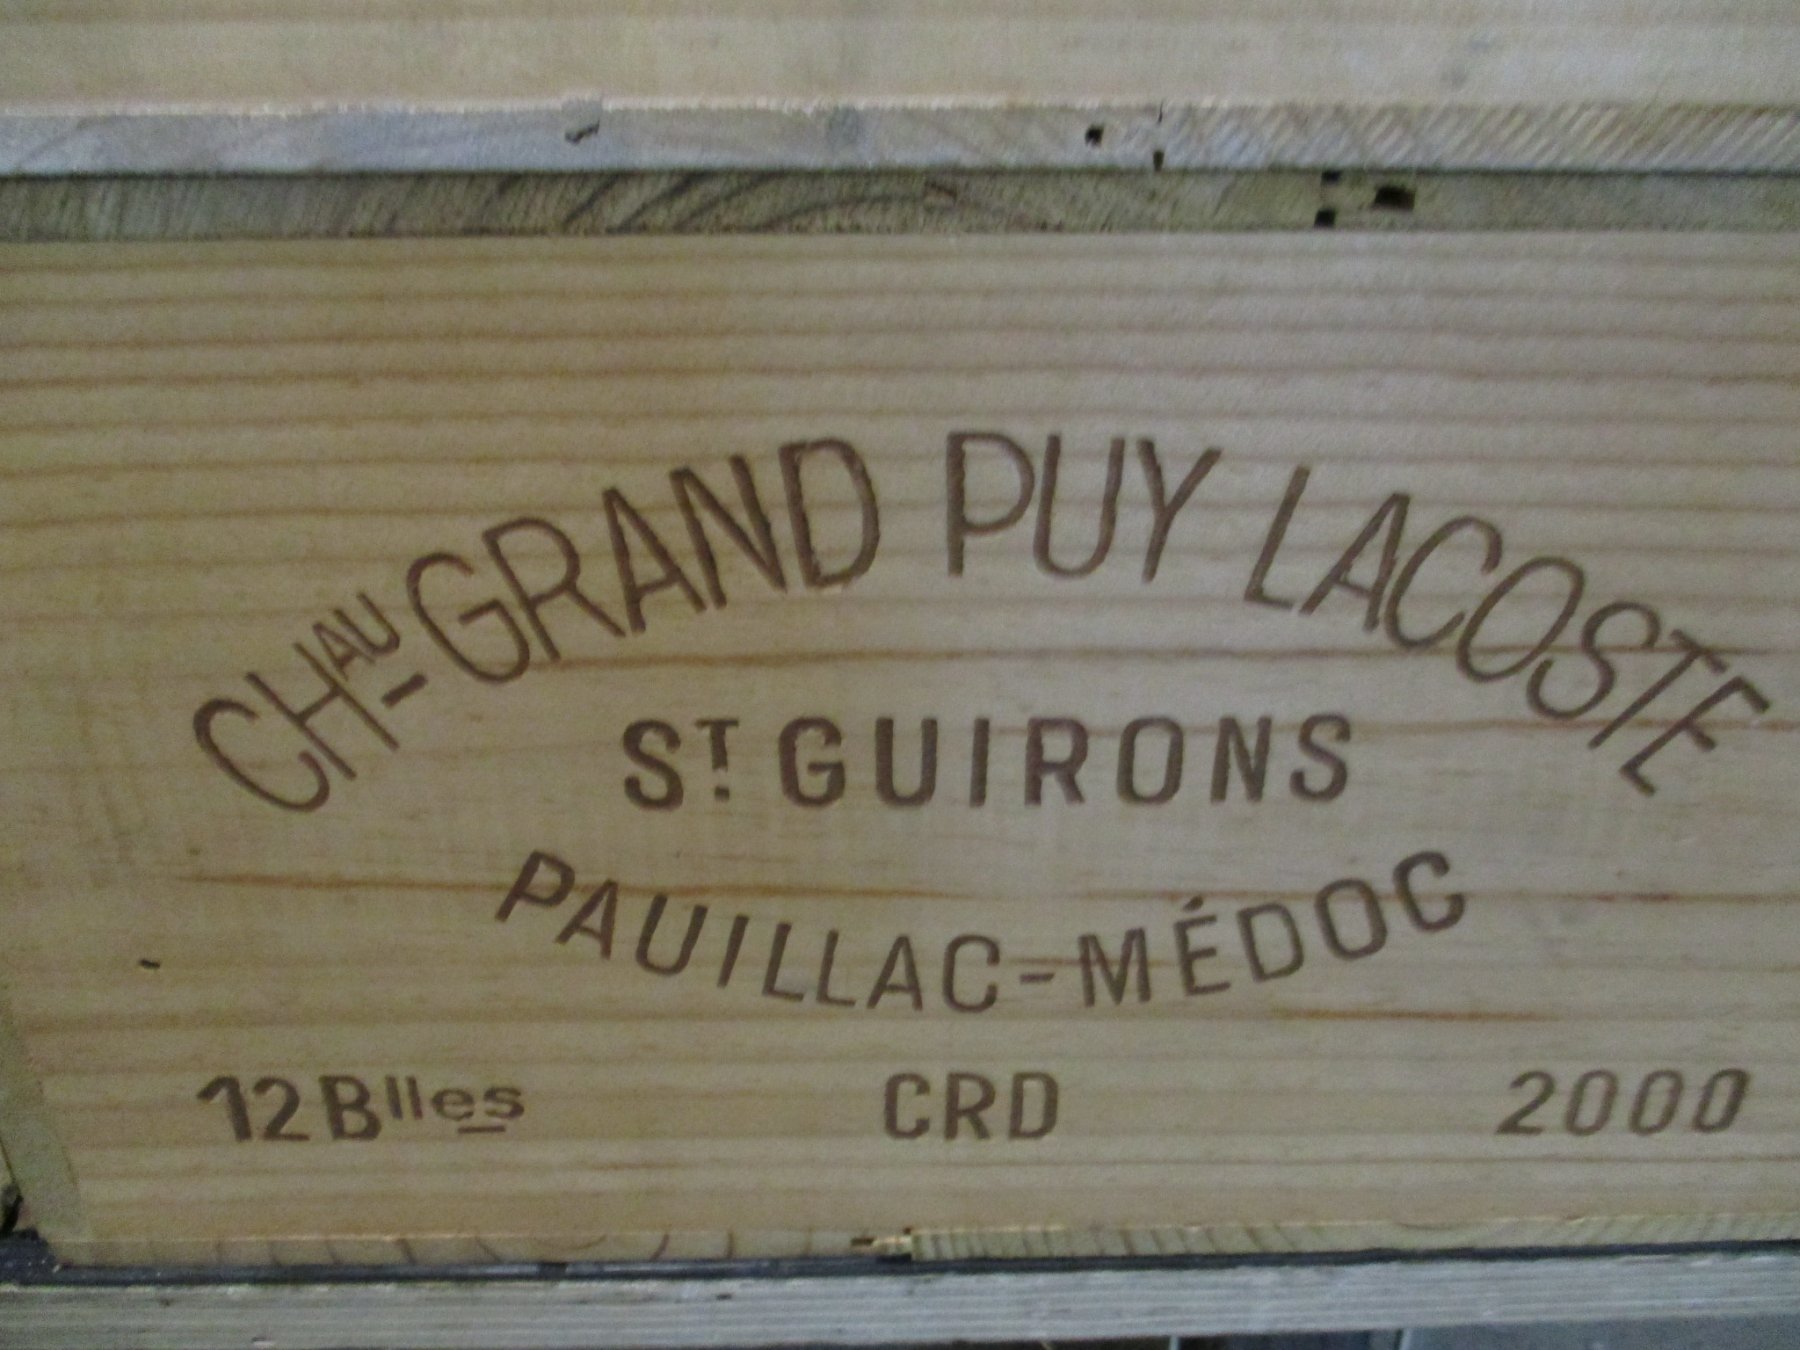 CHAU GRAND PUY LACOSTE
ST GUIRONS
PAUILLAC-MÉDOC
12 Blles CRD 2000